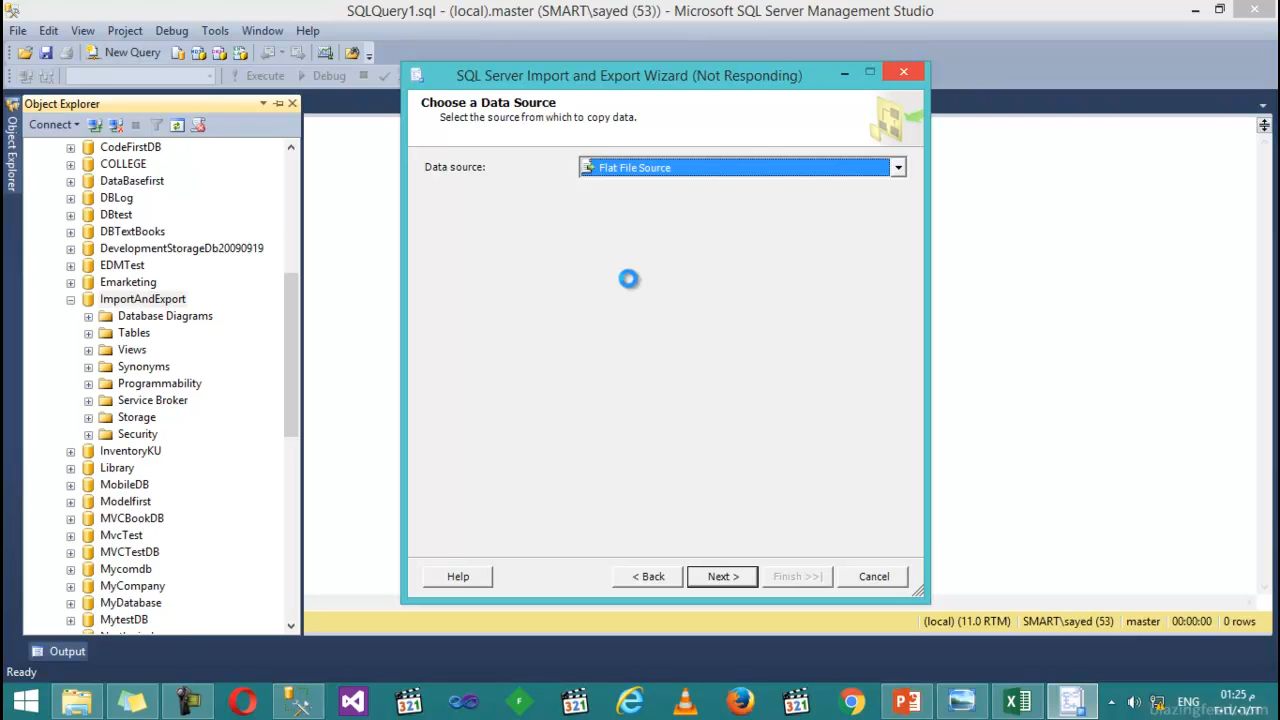 SQLQuery1.sql - (local).master (SMART\sayed (53)) - Microsoft SQL Server Management Studio
File Edit View Project Debug Tools Window Help
New Query
Execute Debug
SQL Server Import and Export Wizard (Not Responding)
Choose a Data Source
Select the source from which to copy data.
Data source: Flat File Source
Object Explorer
Object Explorer
Connect
CodeFirstDB
COLLEGE
DataBasefirst
DBLog
DBtest
DBTextBooks
DevelopmentStorageDb20090919
EDMTest
Emarketing
ImportAndExport
Database Diagrams
Tables
Views
Synonyms
Programmability
Service Broker
Storage
Security
InventoryKU
Library
MobileDB
Modelfirst
MVCBookDB
MvcTest
MVCTestDB
Mycomdb
MyCompany
MyDatabase
MytestDB
Help < Back Next > Finish >>| Cancel
(local) (11.0 RTM) SMART\sayed (53) master 00:00:00 0 rows
Output
Ready
321 321 321
ENG
01:25 م